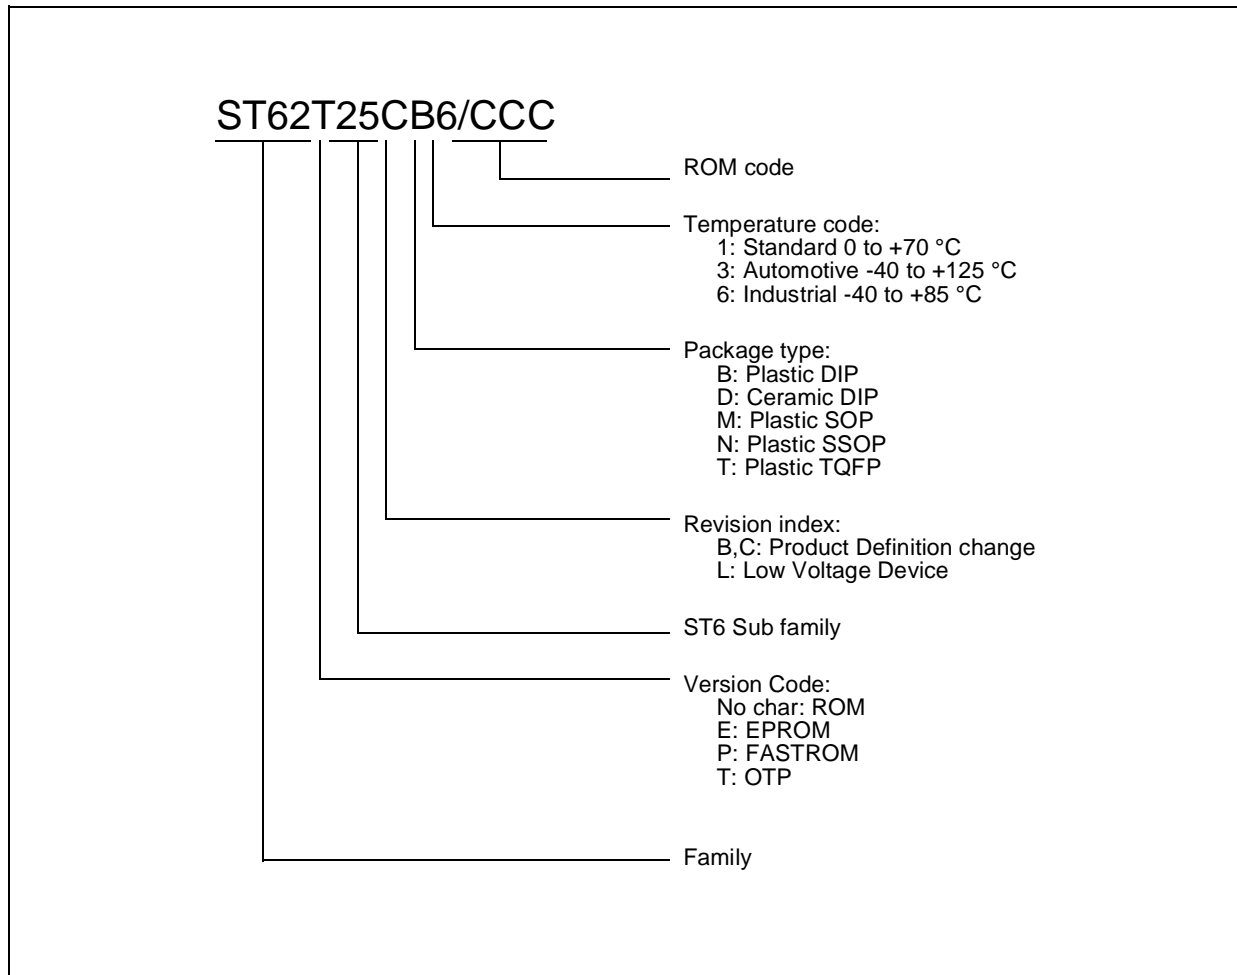 ST62T25CB6/CCC
ROM code
Temperature code:
1: Standard 0 to +70 °C
3: Automotive -40 to +125 °C
6: Industrial -40 to +85 °C
Package type:
B: Plastic DIP
D: Ceramic DIP
M: Plastic SOP
N: Plastic SSOP
T: Plastic TQFP
Revision index:
B,C: Product Definition change
L: Low Voltage Device
ST6 Sub family
Version Code:
No char: ROM
E: EPROM
P: FASTROM
T: OTP
Family